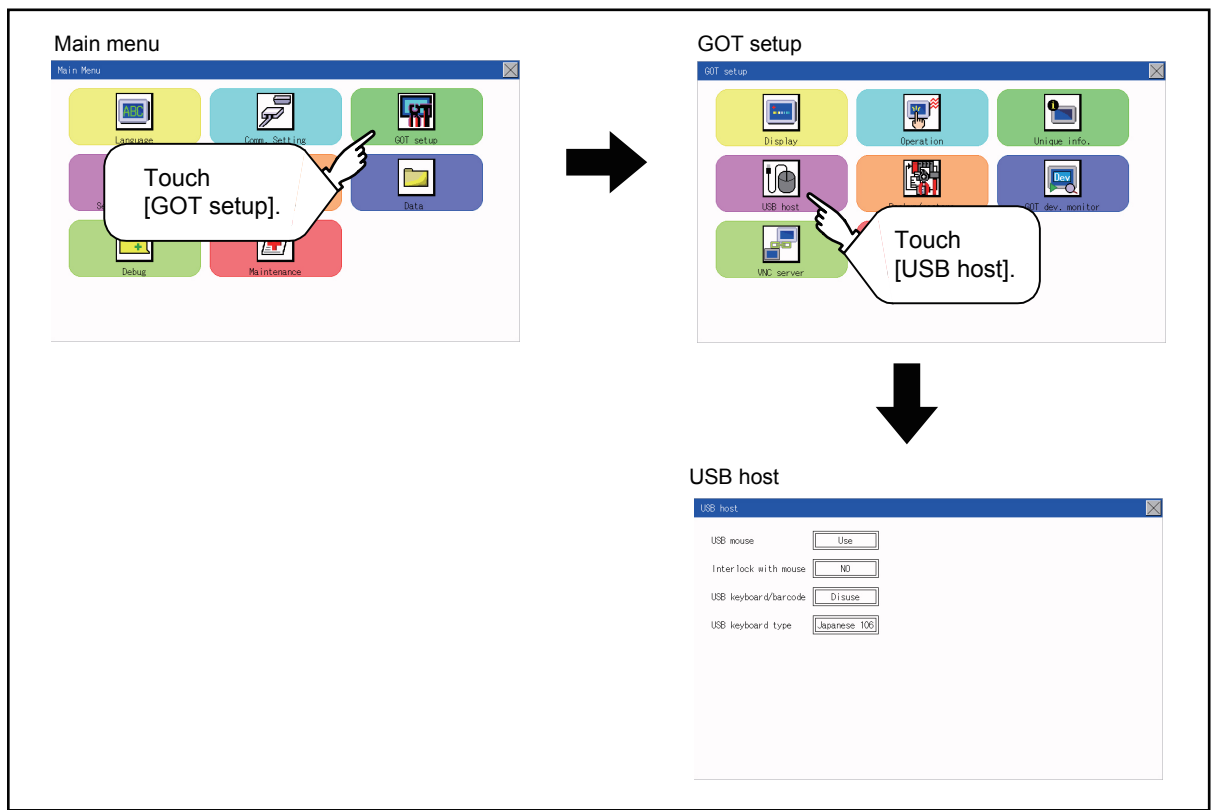 Main menu
Main Menu
Language
Comm. Setting
GOT setup
Touch
[GOT setup].
Data
Debug
Maintenance
GOT setup
GOT setup
Display
Operation
Unique info.
USB host
GOT dev. monitor
Touch
[USB host].
VNC server
USB host
USB host
USB mouse Use
Interlock with mouse NO
USB keyboard/barcode Disuse
USB keyboard type Japanese 106